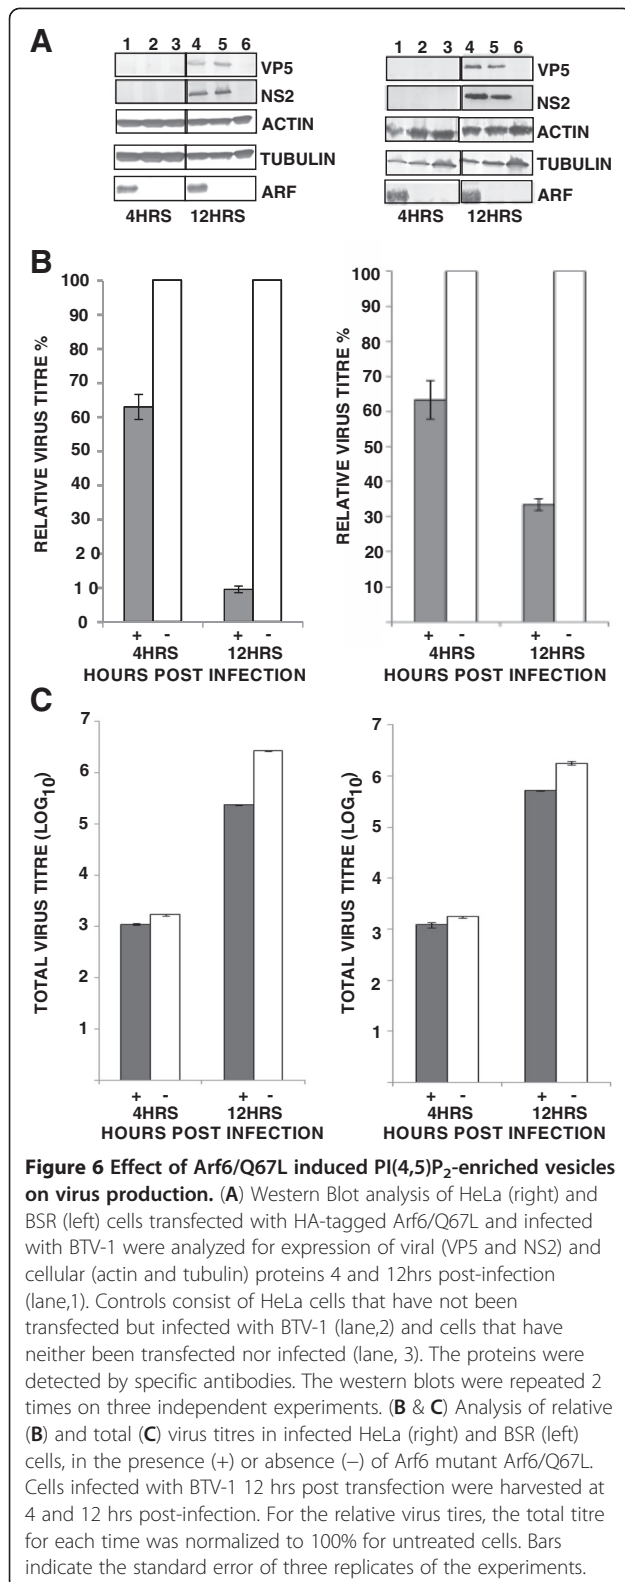 A
1 2 3 4 5 6
VP5
NS2
ACTIN
TUBULIN
ARF
4HRS 12HRS
1 2 3 4 5 6
VP5
NS2
ACTIN
TUBULIN
ARF
4HRS 12HRS
B
RELATIVE VIRUS TITRE %
100
90
80
70
60
50
40
30
2 0
1 0
0
+ - + -
4HRS 12HRS
HOURS POST INFECTION
RELATIVE VIRUS TITRE %
100
90
80
70
60
50
40
30
20
10
+ - + -
4HRS 12HRS
HOURS POST INFECTION
C
TOTAL VIRUS TITRE (LOG10)
7
6
5
4
3
2
1
+ - + -
4HRS 12HRS
HOURS POST INFECTION
TOTAL VIRUS TITRE (LOG10)
7
6
5
4
3
2
1
+ - + -
4HRS 12HRS
HOURS POST INFECTION
Figure 6 Effect of Arf6/Q67L induced PI(4,5)P2-enriched vesicles
on virus production. (A) Western Blot analysis of HeLa (right) and
BSR (left) cells transfected with HA-tagged Arf6/Q67L and infected
with BTV-1 were analyzed for expression of viral (VP5 and NS2) and
cellular (actin and tubulin) proteins 4 and 12hrs post-infection
(lane,1). Controls consist of HeLa cells that have not been
transfected but infected with BTV-1 (lane,2) and cells that have
neither been transfected nor infected (lane, 3). The proteins were
detected by specific antibodies. The western blots were repeated 2
times on three independent experiments. (B & C) Analysis of relative
(B) and total (C) virus titres in infected HeLa (right) and BSR (left)
cells, in the presence (+) or absence (−) of Arf6 mutant Arf6/Q67L.
Cells infected with BTV-1 12 hrs post transfection were harvested at
4 and 12 hrs post-infection. For the relative virus tires, the total titre
for each time was normalized to 100% for untreated cells. Bars
indicate the standard error of three replicates of the experiments.